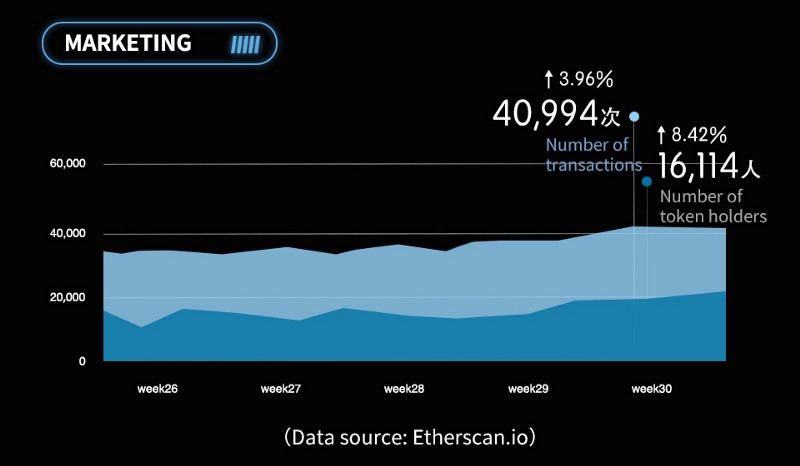 MARKETING
↑ 3.96%
40,994次
Number of
transactions
↑ 8.42%
16,114人
Number of
token holders
60,000
40,000
20,000
0
week26 week27 week28 week29 week30
(Data source: Etherscan.io)